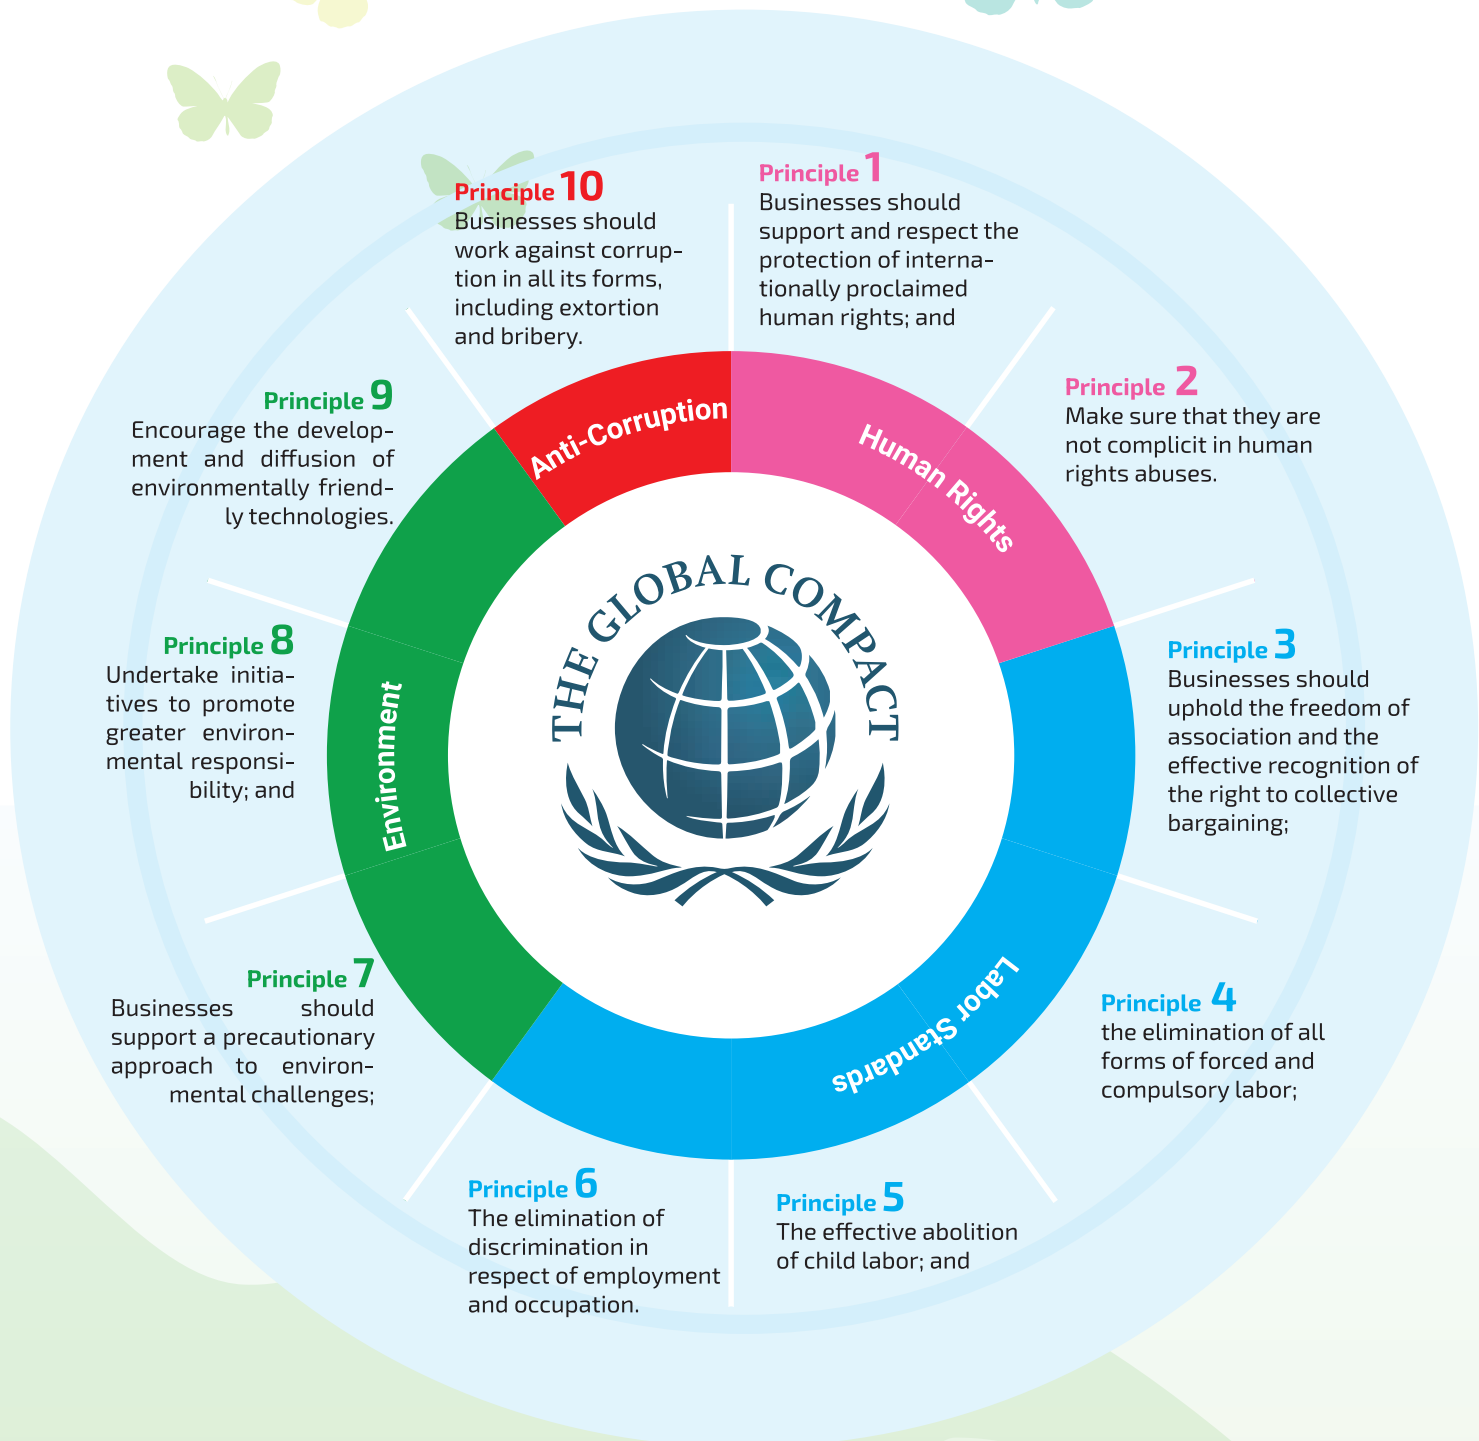 Principle 1
Businesses should
support and respect the
protection of interna-
tionally proclaimed
human rights; and
Principle 2
Make sure that they are
not complicit in human
rights abuses.
Principle 3
Businesses should
uphold the freedom of
association and the
effective recognition of
the right to collective
bargaining;
Principle 4
the elimination of all
forms of forced and
compulsory labor;
Principle 5
The effective abolition
of child labor; and
Principle 6
The elimination of
discrimination in
respect of employment
and occupation.
Principle 7
Businesses should
support a precautionary
approach to environ-
mental challenges;
Principle 8
Undertake initia-
tives to promote
greater environ-
mental responsi-
bility; and
Principle 9
Encourage the develop-
ment and diffusion of
environmentally friend-
ly technologies.
Principle 10
Businesses should
work against corrup-
tion in all its forms,
including extortion
and bribery.
Human Rights
Labor Standards
Environment
Anti-Corruption
THE GLOBAL COMPACT